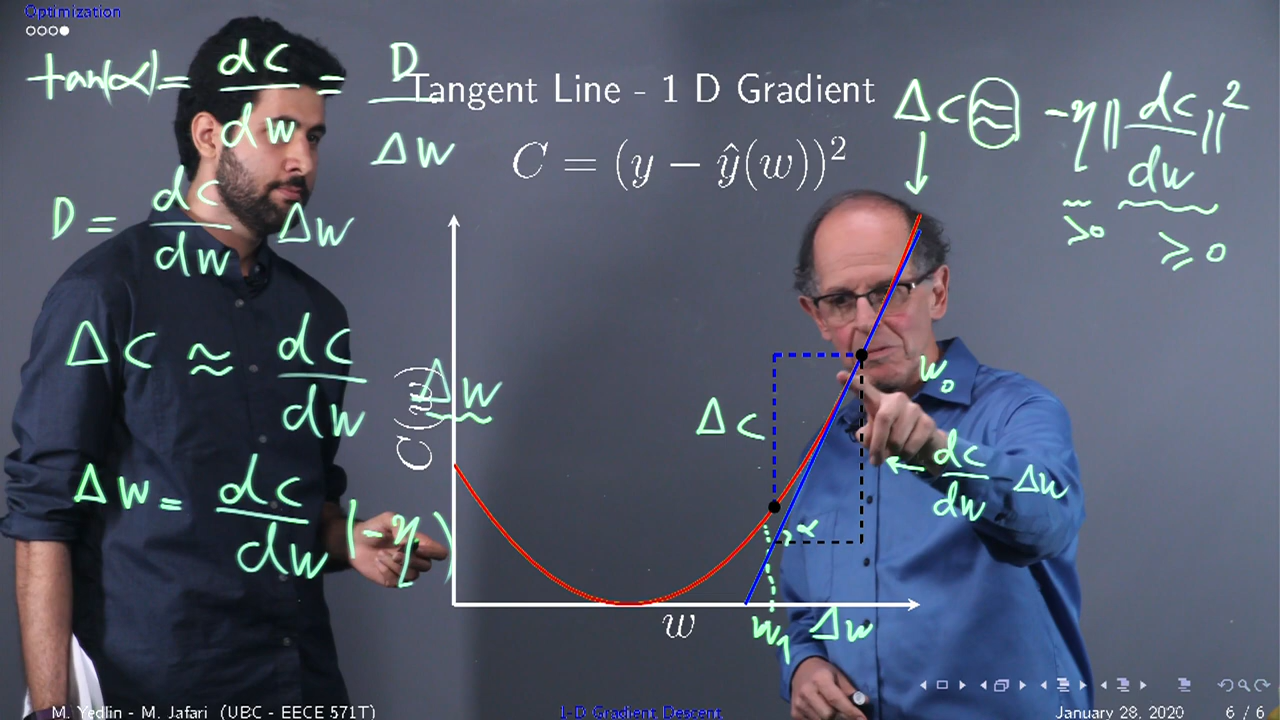 Optimization
tan(α) = dc/dw = D/Δw
Tangent Line - 1 D Gradient
C = (y − ŷ(w))²
Δc ≈ -η ‖dc/dw‖²
>0
≥0
D = dc/dw Δw
Δc ≈ dc/dw Δw
Δw = dc/dw (-η)
C(w)
Δc
w₀
← dc/dw Δw
α
w
w₁ Δw
M. Yedlin - M. Jafari (UBC - EECE 571T)
1-D Gradient Descent
January 28, 2020
6 / 6